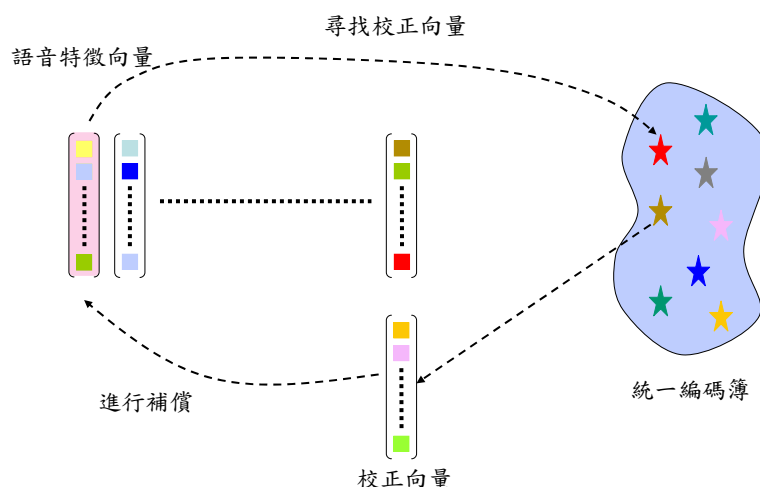 尋找校正向量
語音特徵向量
統一編碼簿
進行補償
校正向量